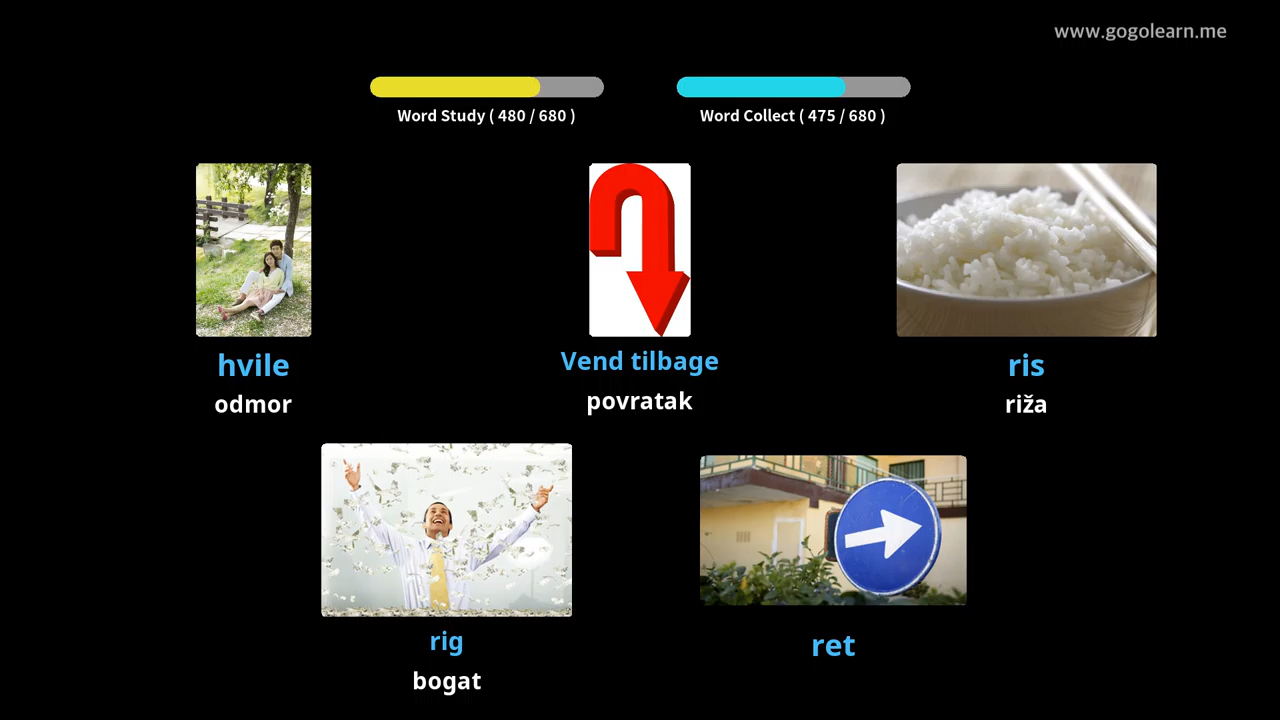 www.gogolearn.me
Word Study ( 480 / 680 )
Word Collect ( 475 / 680 )
hvile
odmor
Vend tilbage
povratak
ris
riža
rig
bogat
ret